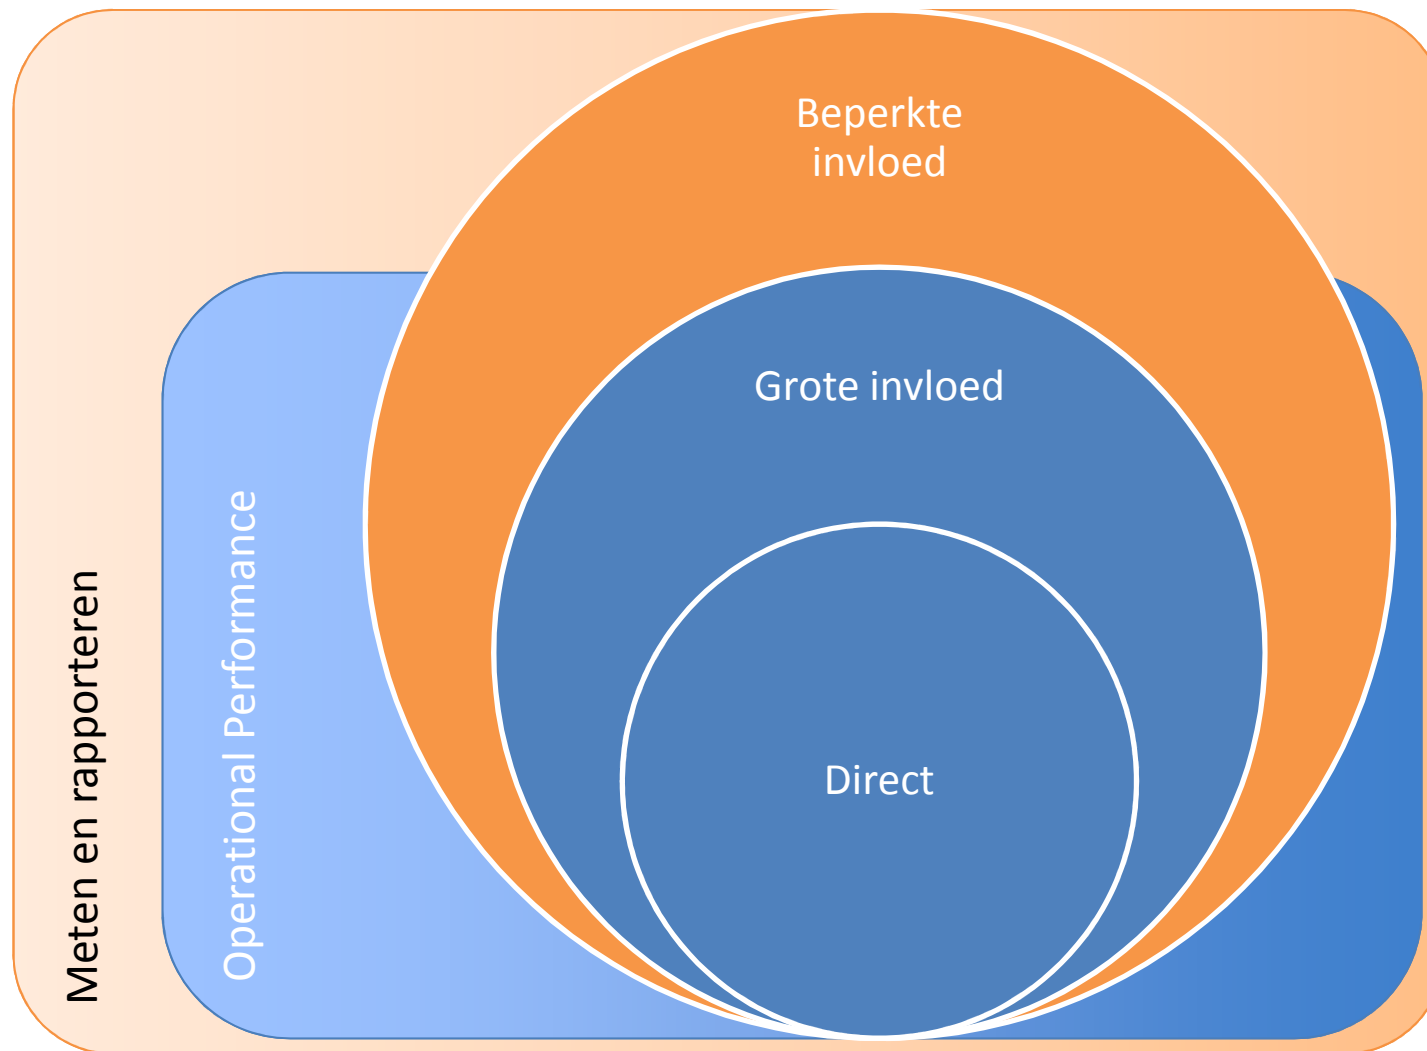 Beperkte
invloed
Grote invloed
Direct
Operational Performance
Meten en rapporteren